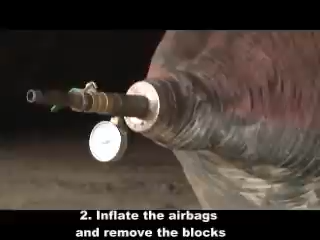 2. Inflate the airbags
and remove the blocks